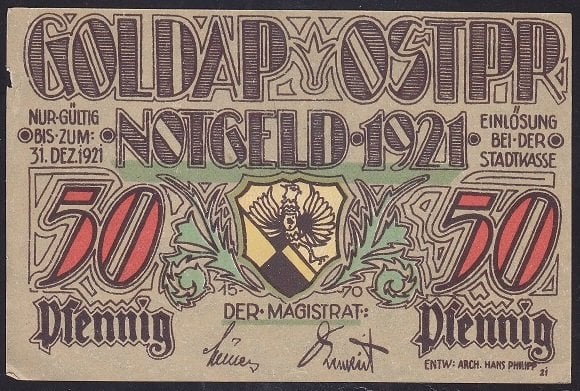 GOLDAP OSTPR.
NUR·GÜLTIG
·BIS·ZUM:
31. DEZ.1921
NOTGELD·1921
EINLÖSUNG
BEI·DER
STADTKASSE
50
50
15 70
Pfennig
DER·MAGISTRAT:
Pfennig
ENTW: ARCH. HANS PHILIPP
21